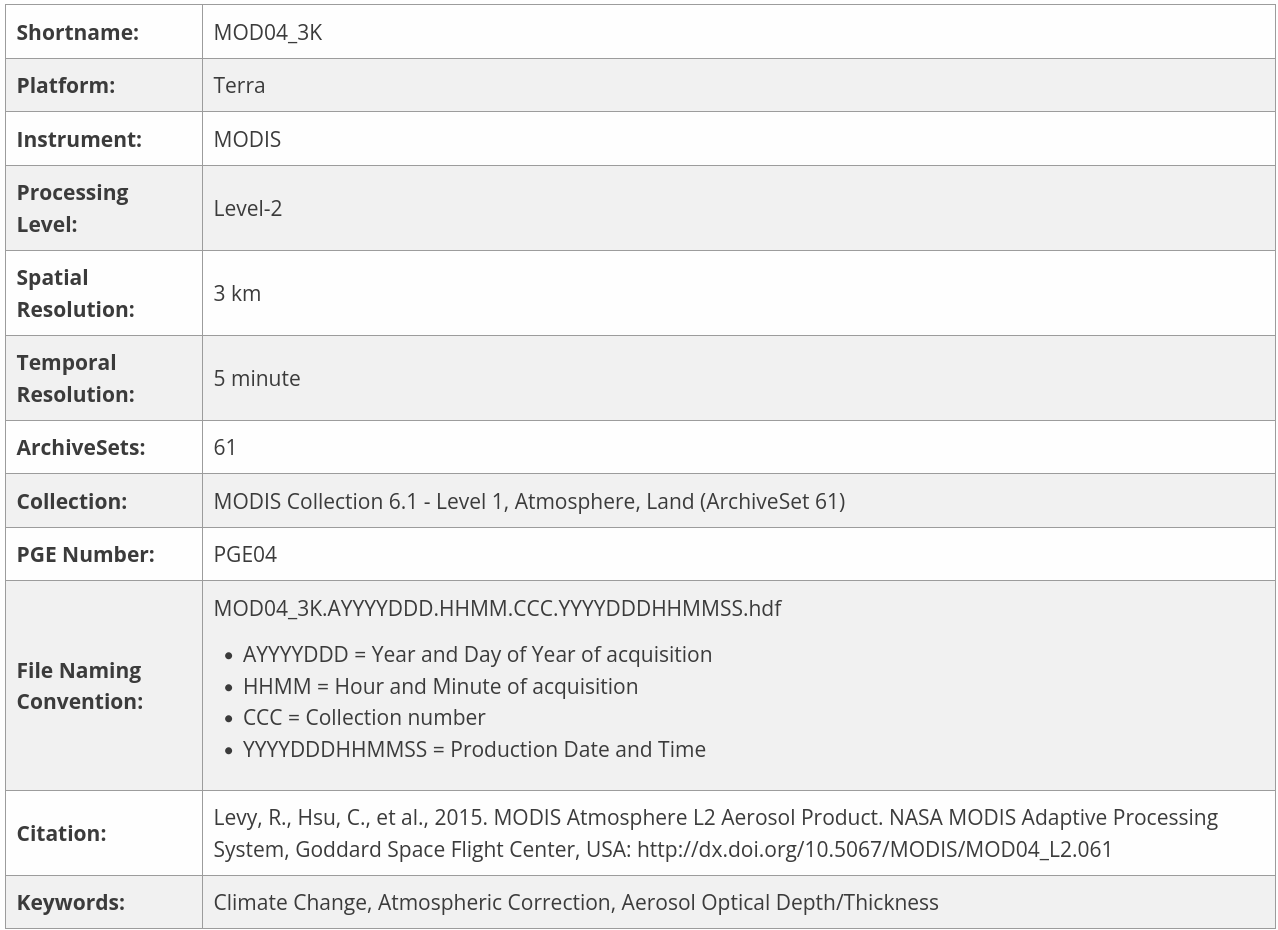 Shortname: MOD04_3K
Platform: Terra
Instrument: MODIS
Processing
Level: Level-2
Spatial
Resolution: 3 km
Temporal
Resolution: 5 minute
ArchiveSets: 61
Collection: MODIS Collection 6.1 - Level 1, Atmosphere, Land (ArchiveSet 61)
PGE Number: PGE04
File Naming
Convention:
MOD04_3K.AYYYYDDD.HHMM.CCC.YYYYDDDHHMMSS.hdf
• AYYYYDDD = Year and Day of Year of acquisition
• HHMM = Hour and Minute of acquisition
• CCC = Collection number
• YYYYDDDHHMMSS = Production Date and Time
Citation:
Levy, R., Hsu, C., et al., 2015. MODIS Atmosphere L2 Aerosol Product. NASA MODIS Adaptive Processing
System, Goddard Space Flight Center, USA: http://dx.doi.org/10.5067/MODIS/MOD04_L2.061
Keywords: Climate Change, Atmospheric Correction, Aerosol Optical Depth/Thickness